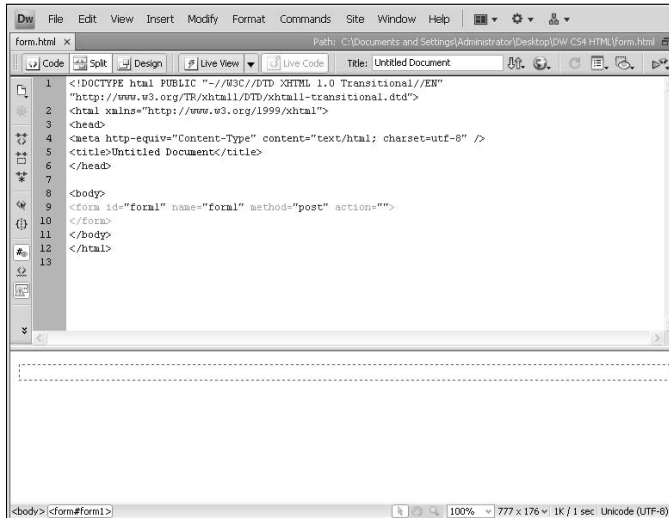 Dw File Edit View Insert Modify Format Commands Site Window Help
form.html × Path: C:\Documents and Settings\Administrator\Desktop\DW CS4 HTML\form.html
Code Split Design Live View Live Code Title: Untitled Document
1 <!DOCTYPE html PUBLIC "-//W3C//DTD XHTML 1.0 Transitional//EN"
"http://www.w3.org/TR/xhtml1/DTD/xhtml1-transitional.dtd">
2 <html xmlns="http://www.w3.org/1999/xhtml">
3 <head>
4 <meta http-equiv="Content-Type" content="text/html; charset=utf-8" />
5 <title>Untitled Document</title>
6 </head>
7
8 <body>
9 <form id="form1" name="form1" method="post" action="">
10 </form>
11 </body>
12 </html>
13
<body> <form#form1> 100% 777 x 176 1K / 1 sec Unicode (UTF-8)